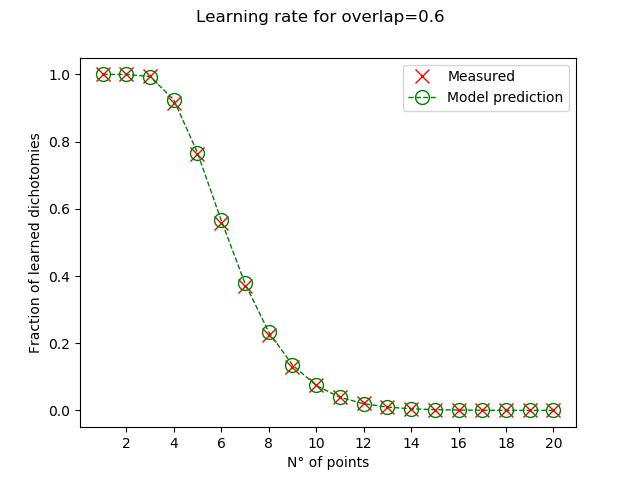 Learning rate for overlap=0.6
Measured
Model prediction
1.0
0.8
0.6
0.4
0.2
0.0
Fraction of learned dichotomies
2 4 6 8 10 12 14 16 18 20
N° of points